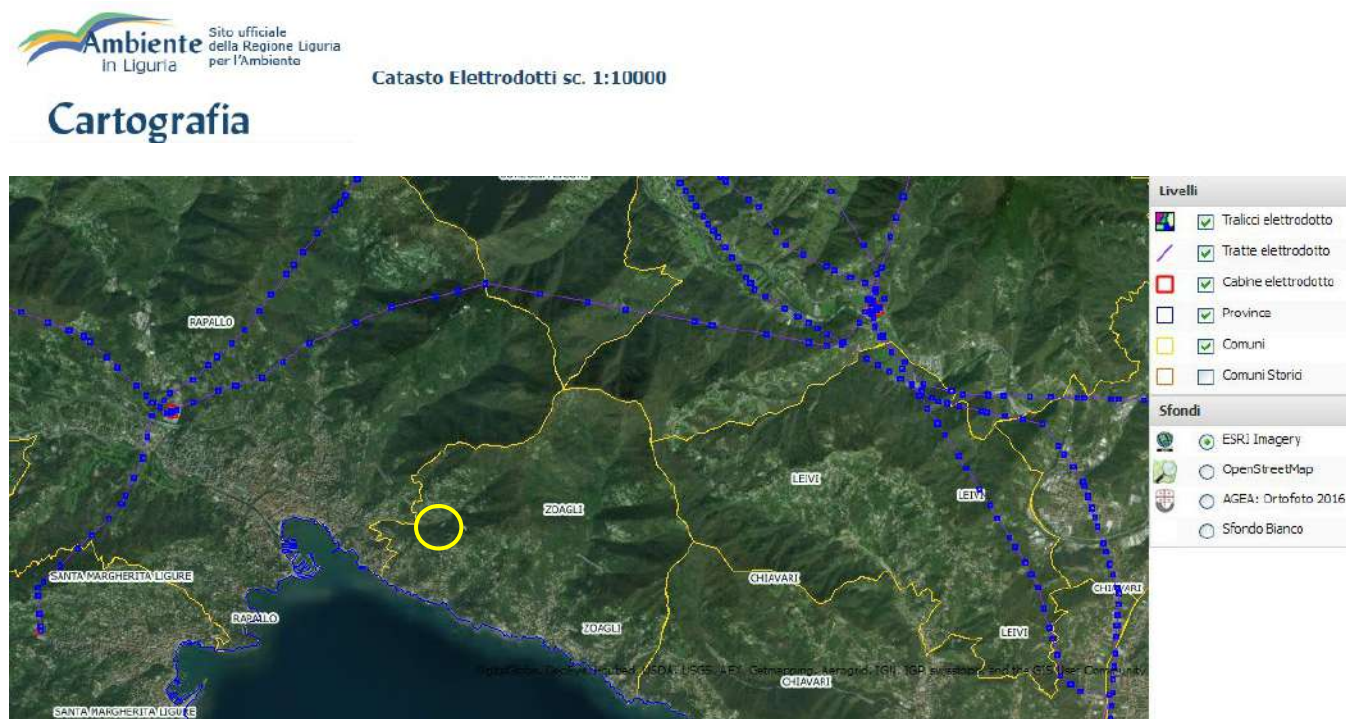 Ambiente
in Liguria
Sito ufficiale
della Regione Liguria
per l'Ambiente
Catasto Elettrodotti sc. 1:10000
Cartografia
RAPALLO
ZOAGLI
LEIVI
LEIVI
SANTA MARGHERITA LIGURE
RAPALLO
ZOAGLI
CHIAVARI
CHIAVARI
LEIVI
CHIAVARI
SANTA MARGHERITA LIGURE
Livelli
Tralicci elettrodotto
Tratte elettrodotto
Cabine elettrodotto
Province
Comuni
Comuni Storici
Sfondi
ESRI Imagery
OpenStreetMap
AGEA: Ortofoto 2016
Sfondo Bianco